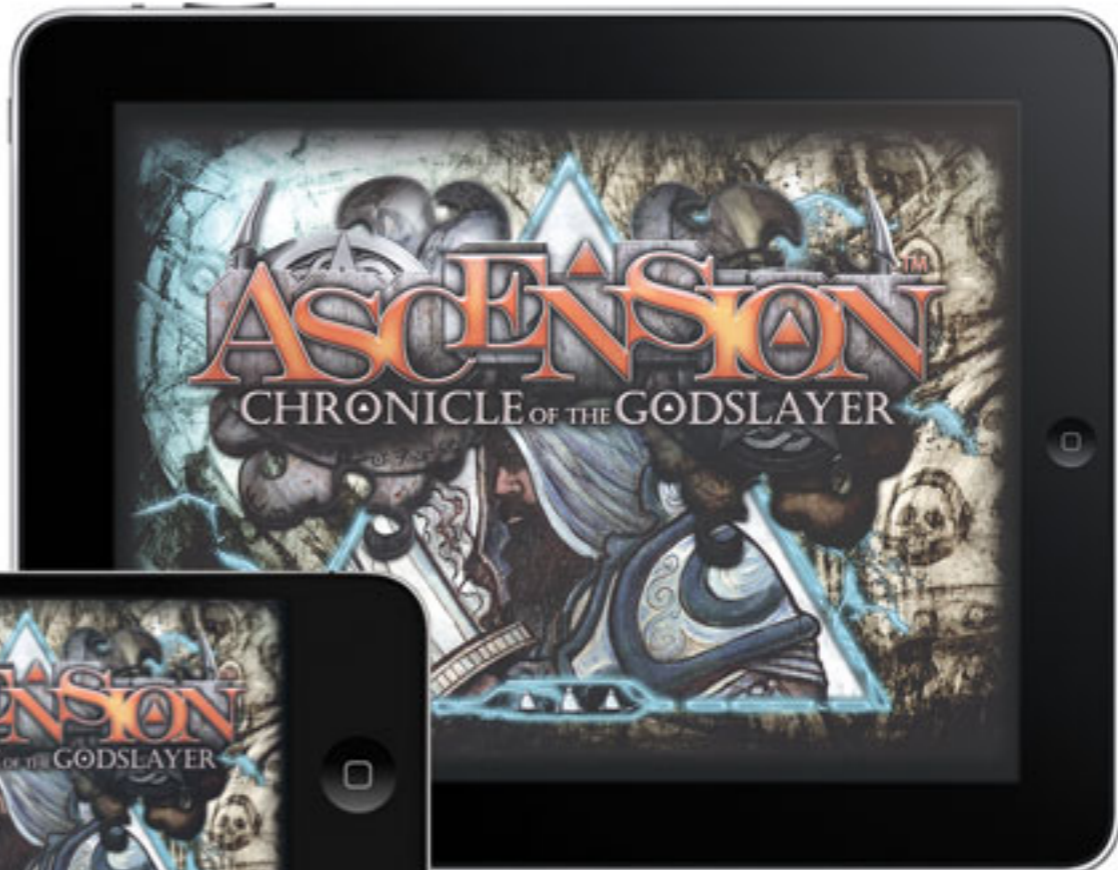 ASCENSION™
CHRONICLE OF THE GODSLAYER
ENSION
OF THE GODSLAYER